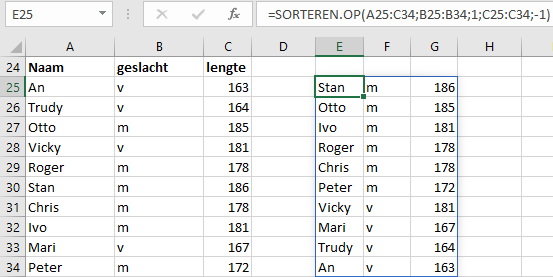 E25 fx =SORTEREN.OP(A25:C34;B25:B34;1;C25:C34;-1)
A B C D E F G H I
24 Naam geslacht lengte
25 An v 163 Stan m 186
26 Trudy v 164 Otto m 185
27 Otto m 185 Ivo m 181
28 Vicky v 181 Roger m 178
29 Roger m 178 Chris m 178
30 Stan m 186 Peter m 172
31 Chris m 178 Vicky v 181
32 Ivo m 181 Mari v 167
33 Mari v 167 Trudy v 164
34 Peter m 172 An v 163